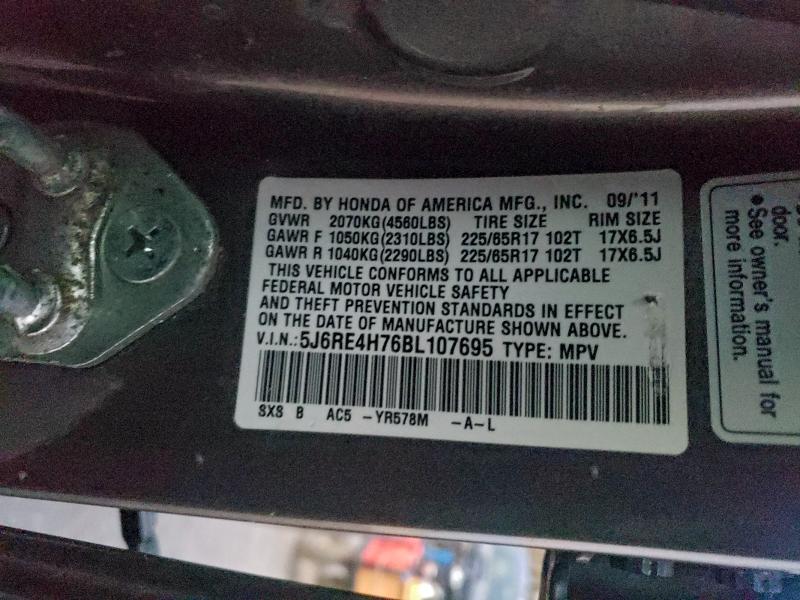 MFD. BY HONDA OF AMERICA MFG., INC. 09/'11
GVWR 2070KG(4560LBS) TIRE SIZE RIM SIZE
GAWR F 1050KG(2310LBS) 225/65R17 102T 17X6.5J
GAWR R 1040KG(2290LBS) 225/65R17 102T 17X6.5J
THIS VEHICLE CONFORMS TO ALL APPLICABLE
FEDERAL MOTOR VEHICLE SAFETY
AND THEFT PREVENTION STANDARDS IN EFFECT
ON THE DATE OF MANUFACTURE SHOWN ABOVE.
V.I.N.:5J6RE4H76BL107695 TYPE: MPV
SXS B AC5 -YR578M -A-L
door.
• See owner's manual for
more information.